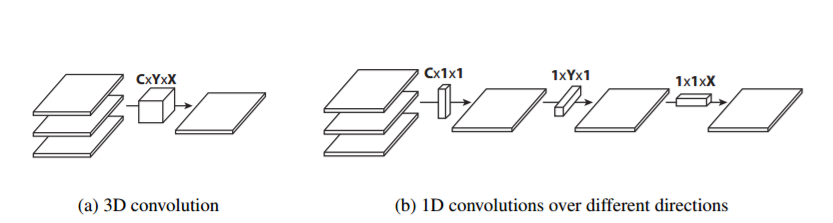 CxYxX
Cx1x1
1xYx1
1x1xX
(a) 3D convolution
(b) 1D convolutions over different directions